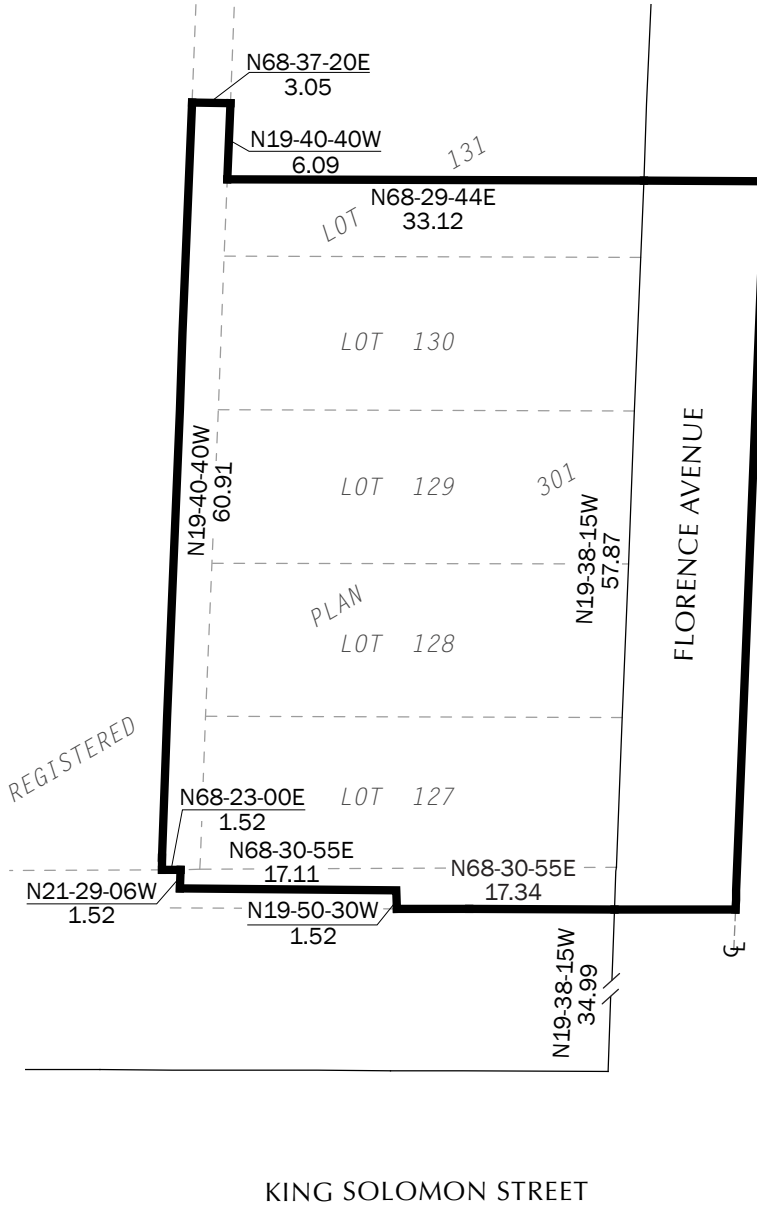 N68-37-20E
3.05
N19-40-40W
6.09
131
N68-29-44E
33.12
LOT
LOT 130
N19-40-40W
60.91
LOT 129
301
N19-38-15W
57.87
FLORENCE AVENUE
PLAN
LOT 128
REGISTERED
N68-23-00E
1.52
LOT 127
N68-30-55E
17.11
N68-30-55E
17.34
N21-29-06W
1.52
N19-50-30W
1.52
N19-38-15W
34.99
CL
KING SOLOMON STREET